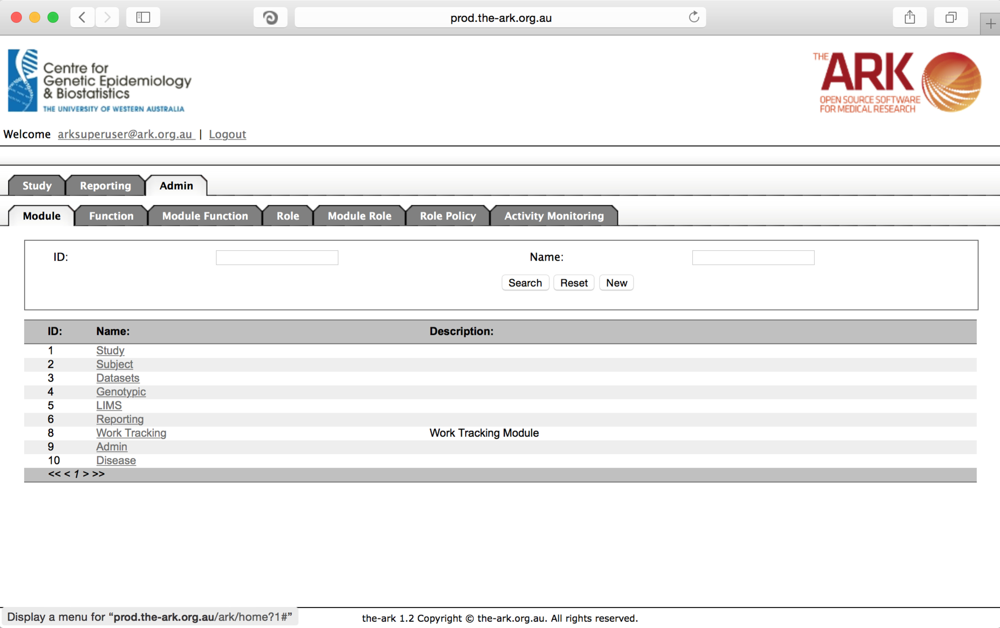 prod.the-ark.org.au
Centre for
Genetic Epidemiology
& Biostatistics
THE UNIVERSITY OF WESTERN AUSTRALIA
THE ARK
OPEN SOURCE SOFTWARE
FOR MEDICAL RESEARCH
Welcome arksuperuser@ark.org.au | Logout
Study Reporting Admin
Module Function Module Function Role Module Role Role Policy Activity Monitoring
ID: Name:
Search Reset New
ID: Name: Description:
1 Study
2 Subject
3 Datasets
4 Genotypic
5 LIMS
6 Reporting
8 Work Tracking Work Tracking Module
9 Admin
10 Disease
<< < 1 > >>
Display a menu for “prod.the-ark.org.au/ark/home?1#”
the-ark 1.2 Copyright © the-ark.org.au. All rights reserved.